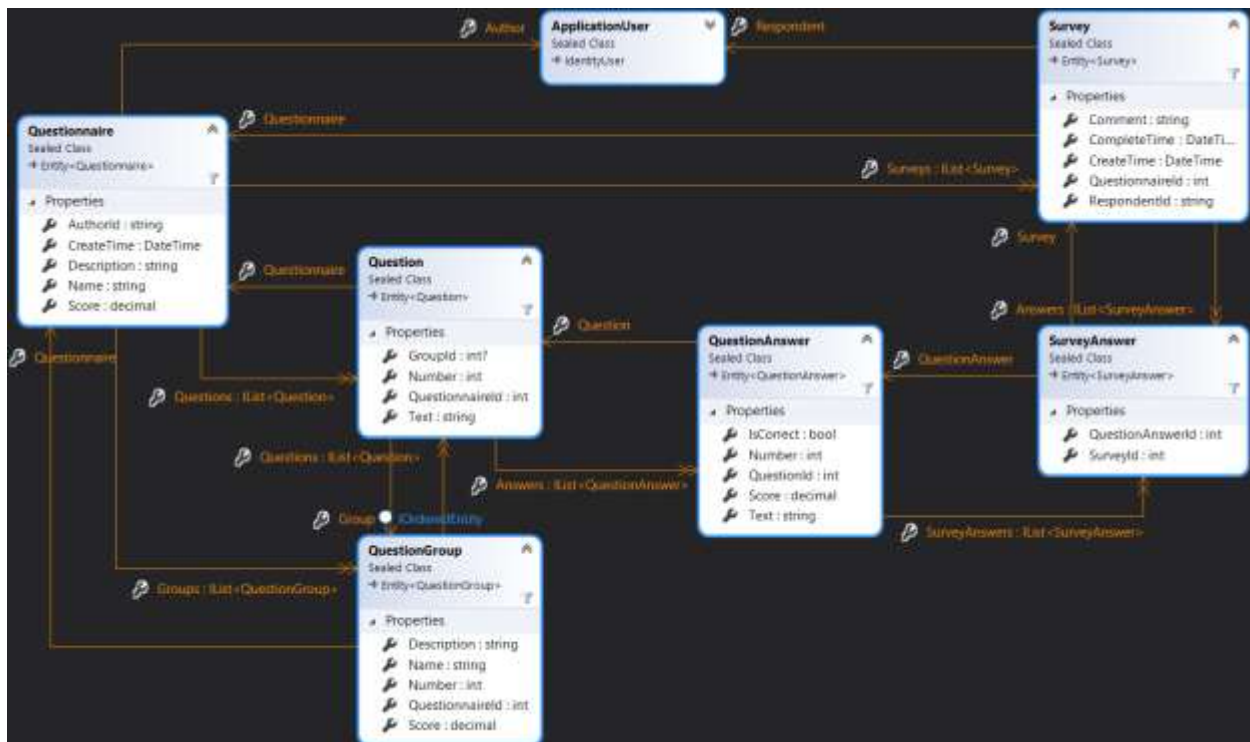 Author
ApplicationUser
Sealed Class
IdentityUser
Respondent
Survey
Sealed Class
Entity<Survey>
Properties
Comment : string
CompleteTime : DateTi...
CreateTime : DateTime
QuestionnaireId : int
RespondentId : string
Questionnaire
Sealed Class
Entity<Questionnaire>
Properties
AuthorId : string
CreateTime : DateTime
Description : string
Name : string
Score : decimal
Questionnaire
Surveys : IList<Survey>
Questionnaire
Question
Sealed Class
Entity<Question>
Properties
GroupId : int?
Number : int
QuestionnaireId : int
Text : string
Survey
Answers : IList<SurveyAnswer>
Question
QuestionAnswer
Sealed Class
Entity<QuestionAnswer>
Properties
IsCorrect : bool
Number : int
QuestionId : int
Score : decimal
Text : string
QuestionAnswer
SurveyAnswer
Sealed Class
Entity<SurveyAnswer>
Properties
QuestionAnswerId : int
SurveyId : int
Questionnaire
Questions : IList<Question>
Questions : IList<Question>
Answers : IList<QuestionAnswer>
SurveyAnswers : IList<SurveyAnswer>
Group
IOrderedEntity
QuestionGroup
Sealed Class
Entity<QuestionGroup>
Properties
Description : string
Name : string
Number : int
QuestionnaireId : int
Score : decimal
Groups : IList<QuestionGroup>